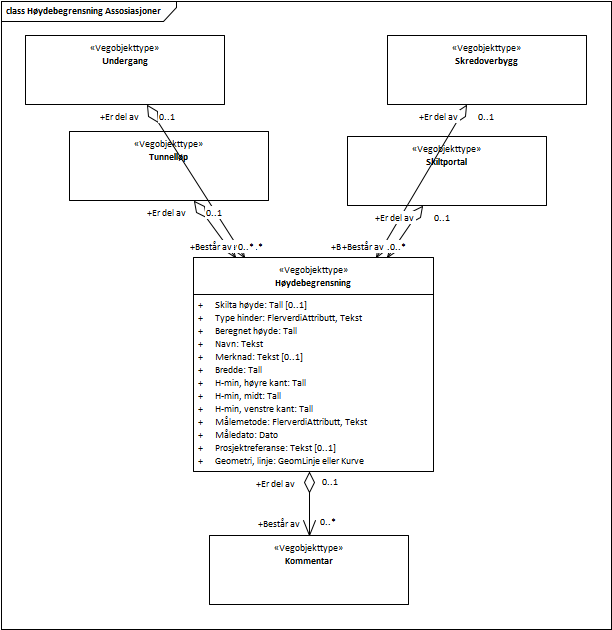 class Høydebegrensning Assosiasjoner
«Vegobjekttype»
Undergang
«Vegobjekttype»
Skredoverbygg
+Er del av
0..1
+Er del av
0..1
«Vegobjekttype»
Tunnelløp
«Vegobjekttype»
Skiltportal
+Er del av
0..1
+Er del av
0..1
+Består av
0..*
.*
+B+Består av
0..*
«Vegobjekttype»
Høydebegrensning
+ Skilta høyde: Tall [0..1]
+ Type hinder: FlerverdiAttributt, Tekst
+ Beregnet høyde: Tall
+ Navn: Tekst
+ Merknad: Tekst [0..1]
+ Bredde: Tall
+ H-min, høyre kant: Tall
+ H-min, midt: Tall
+ H-min, venstre kant: Tall
+ Målemetode: FlerverdiAttributt, Tekst
+ Måledato: Dato
+ Prosjektreferanse: Tekst [0..1]
+ Geometri, linje: GeomLinje eller Kurve
+Er del av
0..1
+Består av
0..*
«Vegobjekttype»
Kommentar